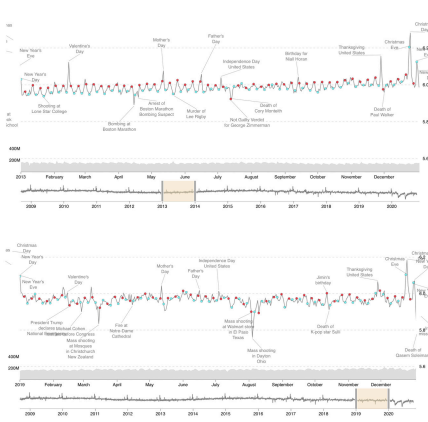 Christmas
Day
New Year's
Eve
New Year's
Day
Valentine's
Day
Mother's
Day
Father's
Day
Independence Day
United States
Birthday for
Thanksgiving
United States
Christmas
Eve
Shooting at
Lone Star College
Bombing at
Boston Marathon
Arrest of
Boston Marathon
Bombing Suspect
Murder of
Lee Rigby
Not Guilty Verdict
for George Zimmerman
Death of
Cory Monteith
Death of
Paul Walker
6.0
400M
200M
2013 February March April May June July August September October November December
2009 2010 2011 2012 2013 2014 2015 2016 2017 2018 2019 2020
Christmas
Day
New Year's
Day
New Year's
Eve
Valentine's
Day
Mother's
Day
Father's
Day
Independence Day
United States
birthday
Thanksgiving
United States
Christmas
Eve
President Trump
declares
National
Mass shooting
at Mosques
in Christchurch
New Zealand
Fire at
Notre-Dame
Cathedral
Mass shooting
at Walmart store
in El Paso
Texas
Mass shooting
in Dayton
Ohio
Death of
K-pop star Sulli
Death of
400M
200M
2019 February March April May June July August September October November December
2009 2010 2011 2012 2013 2014 2015 2016 2017 2018 2019 2020